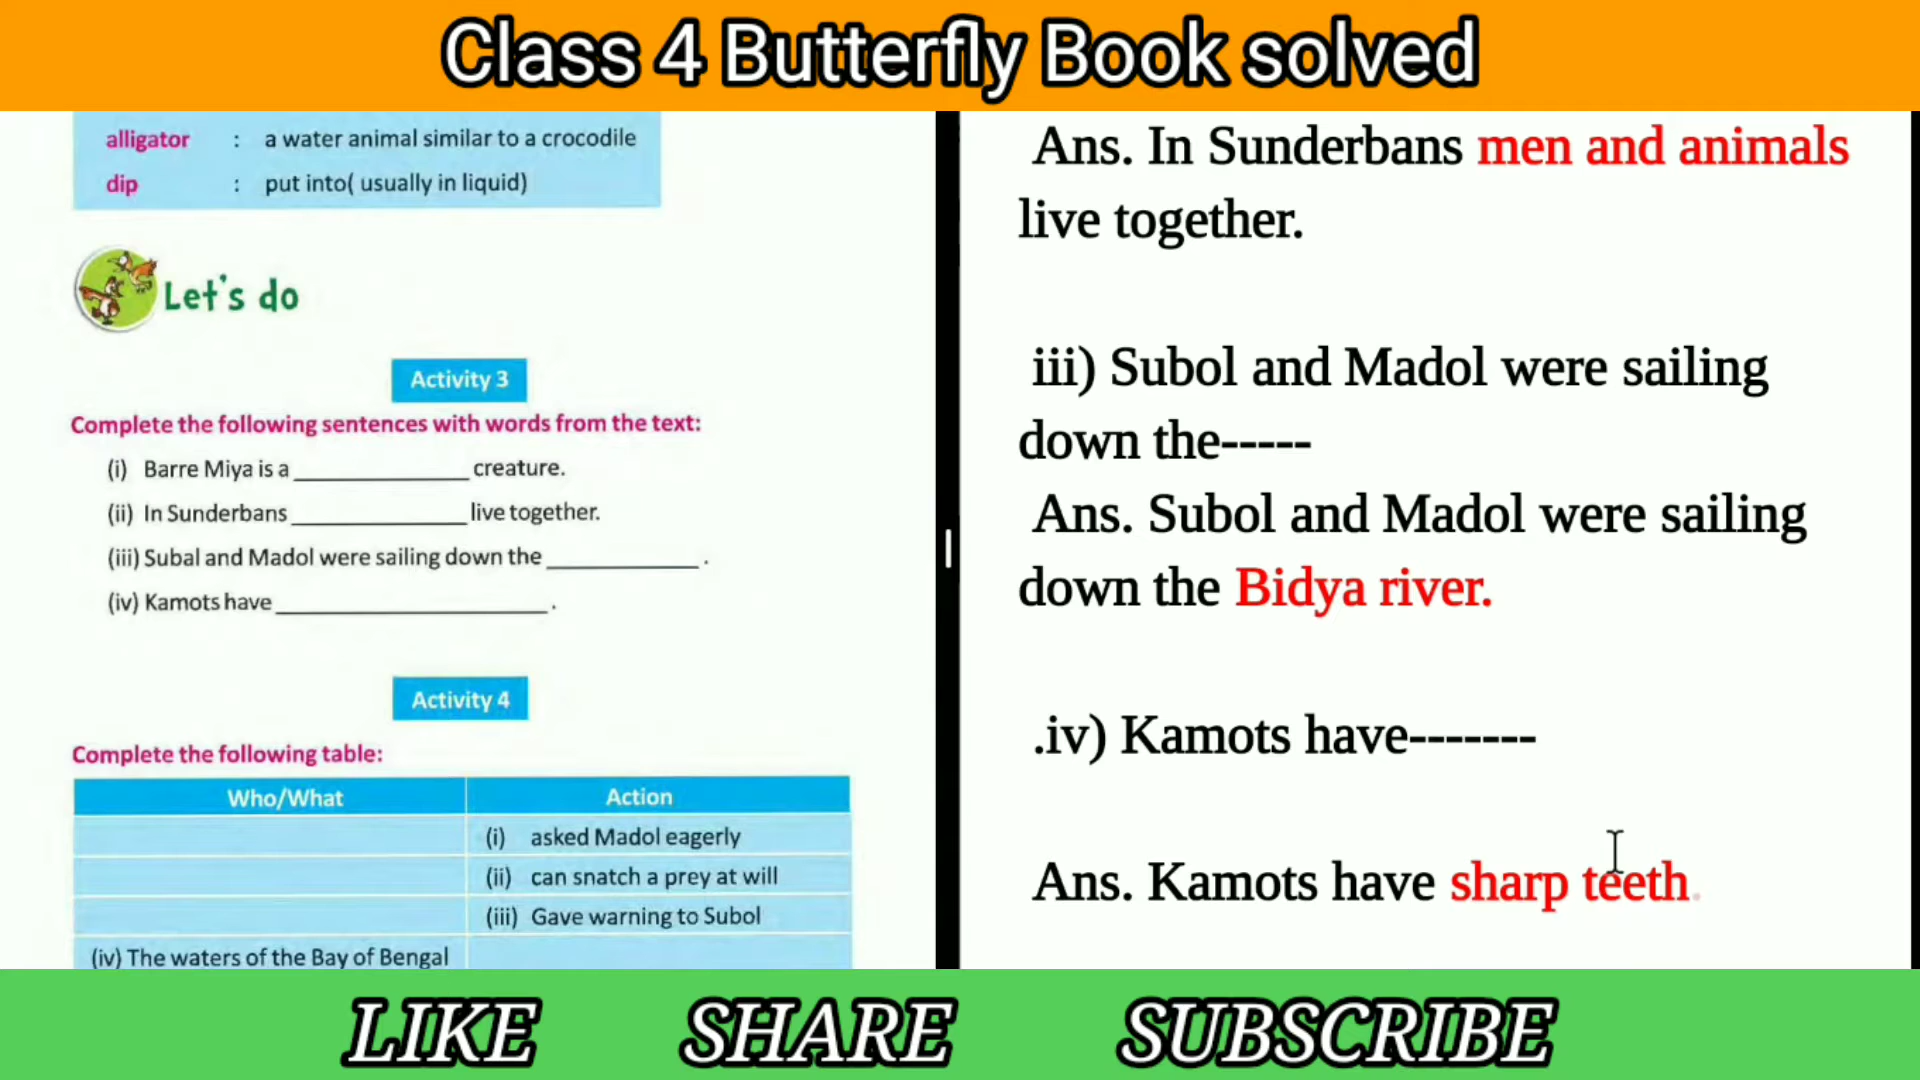 Class 4 Butterfly Book solved
alligator : a water animal similar to a crocodile
dip : put into( usually in liquid)
Let's do
Activity 3
Complete the following sentences with words from the text:
(i) Barre Miya is a ______________ creature.
(ii) In Sunderbans ______________ live together.
(iii) Subal and Madol were sailing down the ____________ .
(iv) Kamots have ______________________ .
Activity 4
Complete the following table:
Who/What Action
(i) asked Madol eagerly
(ii) can snatch a prey at will
(iii) Gave warning to Subol
(iv) The waters of the Bay of Bengal
Ans. In Sunderbans men and animals
live together.
iii) Subol and Madol were sailing
down the-----
Ans. Subol and Madol were sailing
down the Bidya river.
.iv) Kamots have-------
Ans. Kamots have sharp teeth.
LIKE SHARE SUBSCRIBE